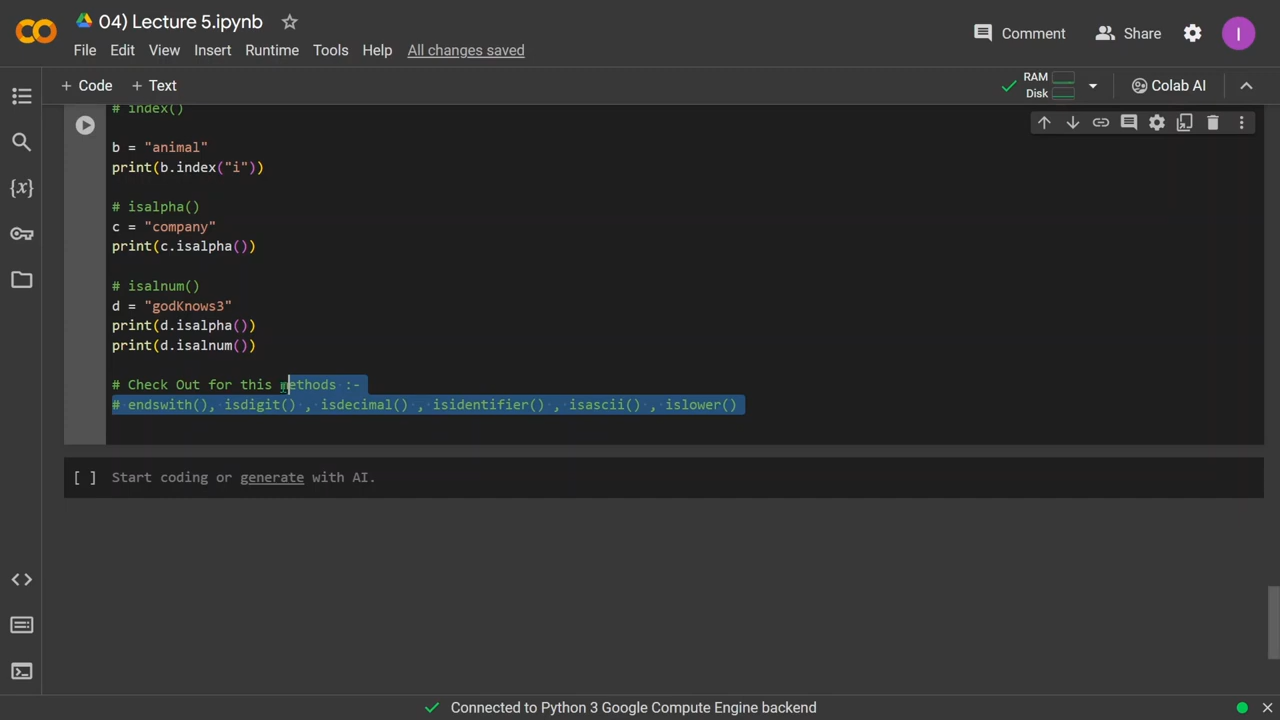 04) Lecture 5.ipynb
Comment
Share
I
File Edit View Insert Runtime Tools Help All changes saved
+ Code + Text
RAM
Disk
Colab AI
# index()
b = "animal"
print(b.index("i"))
# isalpha()
c = "company"
print(c.isalpha())
# isalnum()
d = "godKnows3"
print(d.isalpha())
print(d.isalnum())
# Check Out for this methods :-
# endswith(), isdigit() , isdecimal() , isidentifier() , isascii() , islower()
[ ] Start coding or generate with AI.
Connected to Python 3 Google Compute Engine backend